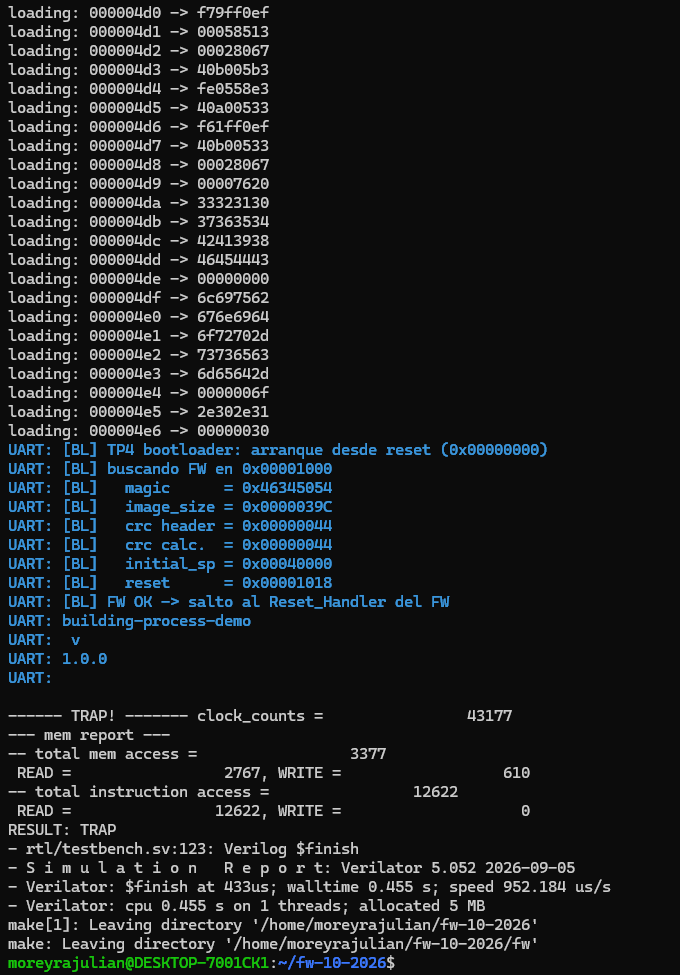 loading: 000004d0 -> f79ff0ef
loading: 000004d1 -> 00058513
loading: 000004d2 -> 00028067
loading: 000004d3 -> 40b005b3
loading: 000004d4 -> fe0558e3
loading: 000004d5 -> 40a00533
loading: 000004d6 -> f61ff0ef
loading: 000004d7 -> 40b00533
loading: 000004d8 -> 00028067
loading: 000004d9 -> 00007620
loading: 000004da -> 33323130
loading: 000004db -> 37363534
loading: 000004dc -> 42413938
loading: 000004dd -> 46454443
loading: 000004de -> 00000000
loading: 000004df -> 6c697562
loading: 000004e0 -> 676e6964
loading: 000004e1 -> 6f72702d
loading: 000004e2 -> 73736563
loading: 000004e3 -> 6d65642d
loading: 000004e4 -> 0000006f
loading: 000004e5 -> 2e302e31
loading: 000004e6 -> 00000030
UART: [BL] TP4 bootloader: arranque desde reset (0x00000000)
UART: [BL] buscando FW en 0x00001000
UART: [BL]   magic      = 0x46345054
UART: [BL]   image_size = 0x0000039C
UART: [BL]   crc header = 0x00000044
UART: [BL]   crc calc.  = 0x00000044
UART: [BL]   initial_sp = 0x00040000
UART: [BL]   reset      = 0x00001018
UART: [BL] FW OK -> salto al Reset_Handler del FW
UART: building-process-demo
UART:  v
UART: 1.0.0
UART:
------ TRAP! ------- clock_counts =                43177
--- mem report ---
-- total mem access =                 3377
 READ =                 2767, WRITE =                  610
-- total instruction access =                12622
 READ =                12622, WRITE =                    0
RESULT: TRAP
- rtl/testbench.sv:123: Verilog $finish
- S i m u l a t i o n   R e p o r t: Verilator 5.052 2026-09-05
- Verilator: $finish at 433us; walltime 0.455 s; speed 952.184 us/s
- Verilator: cpu 0.455 s on 1 threads; allocated 5 MB
make[1]: Leaving directory '/home/moreyrajulian/fw-10-2026'
make: Leaving directory '/home/moreyrajulian/fw-10-2026/fw'
moreyrajulian@DESKTOP-7001CK1:~/fw-10-2026$